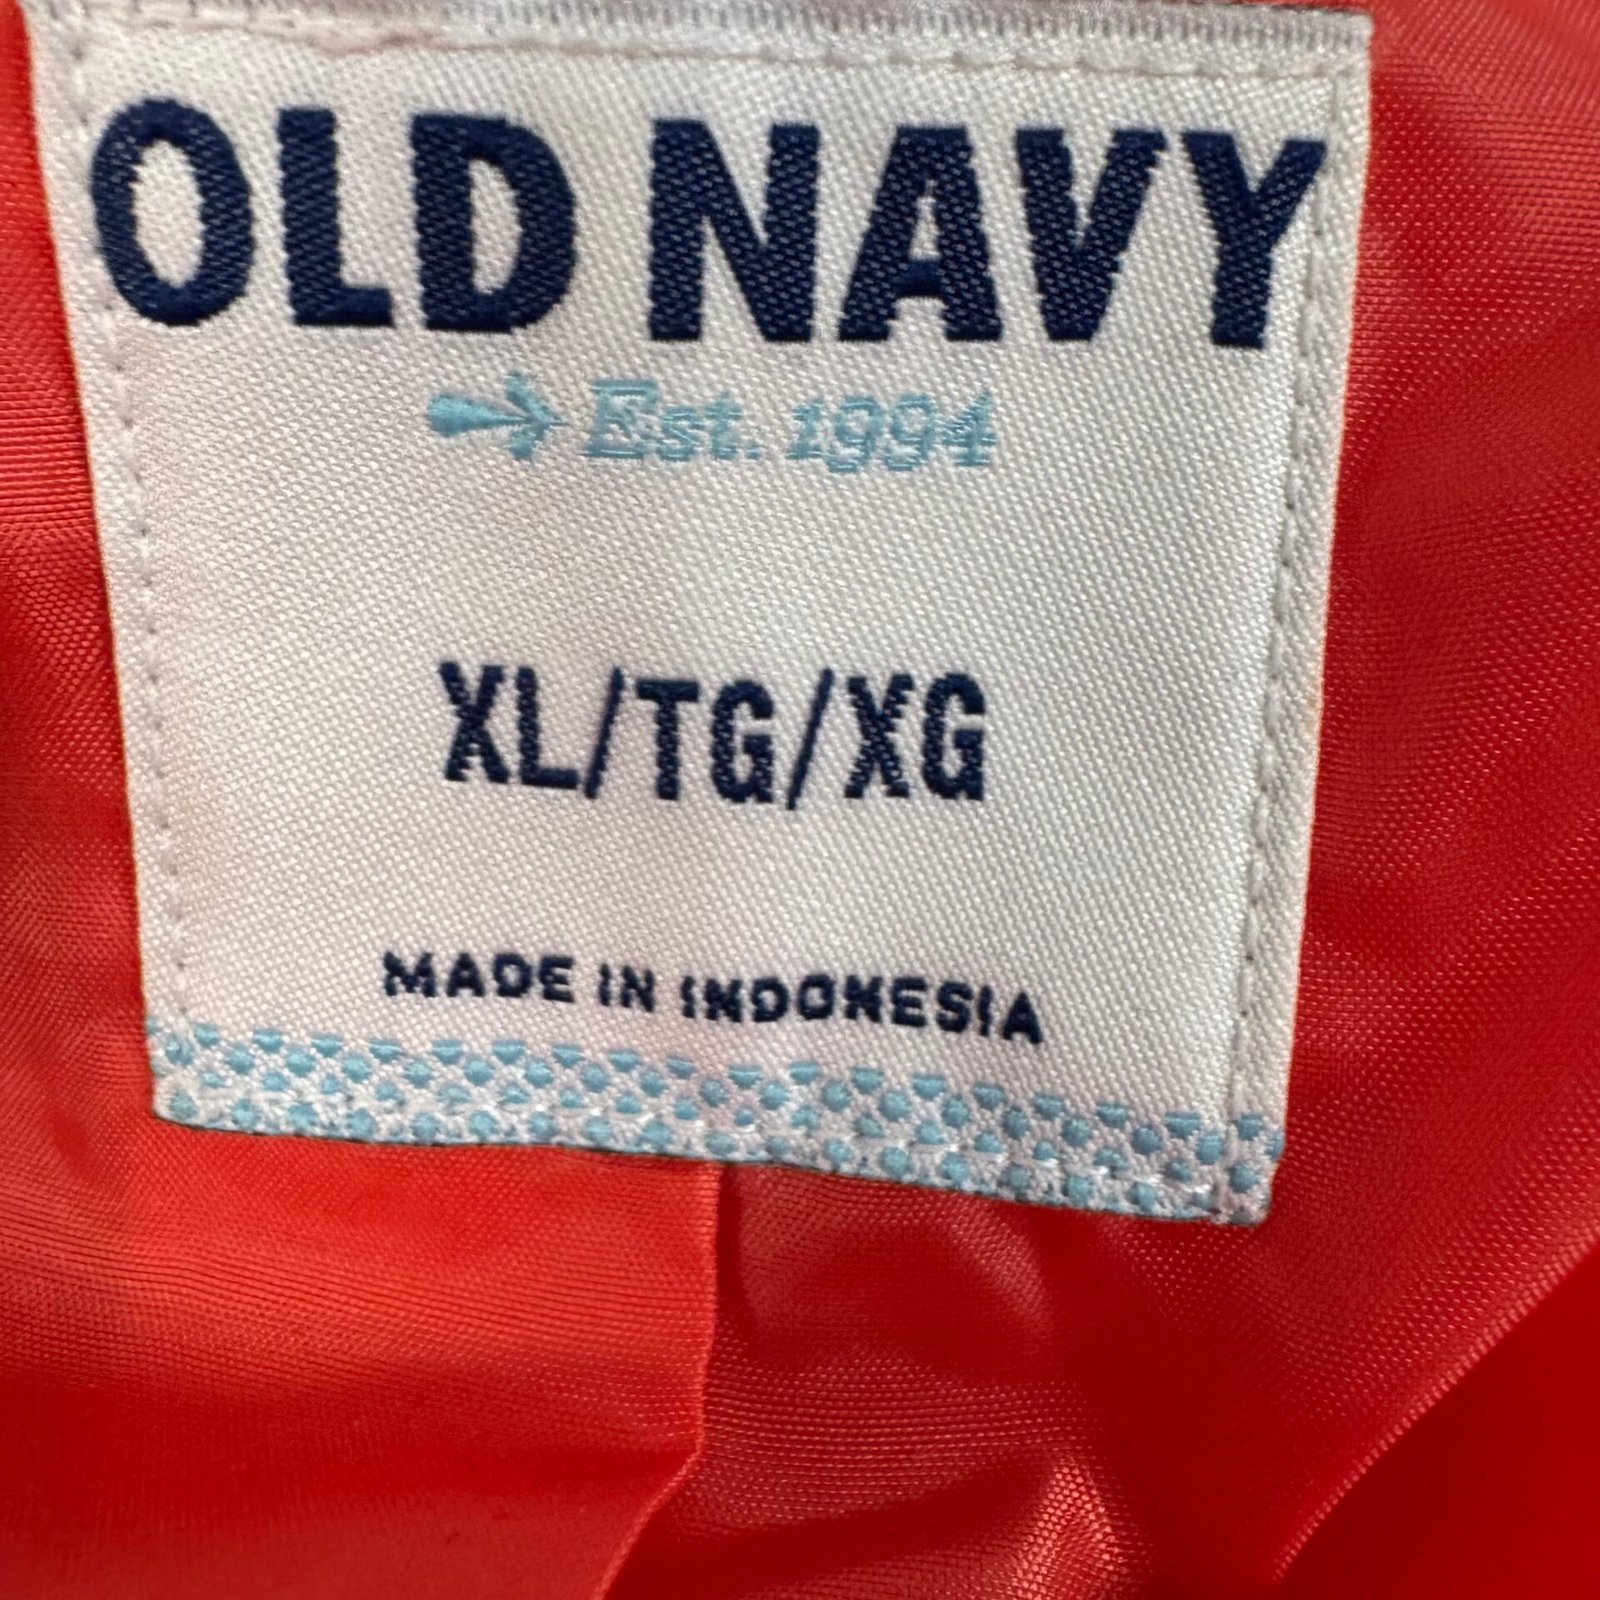 OLD NAVY
Est. 1994
XL/TG/XG
MADE IN INDONESIA